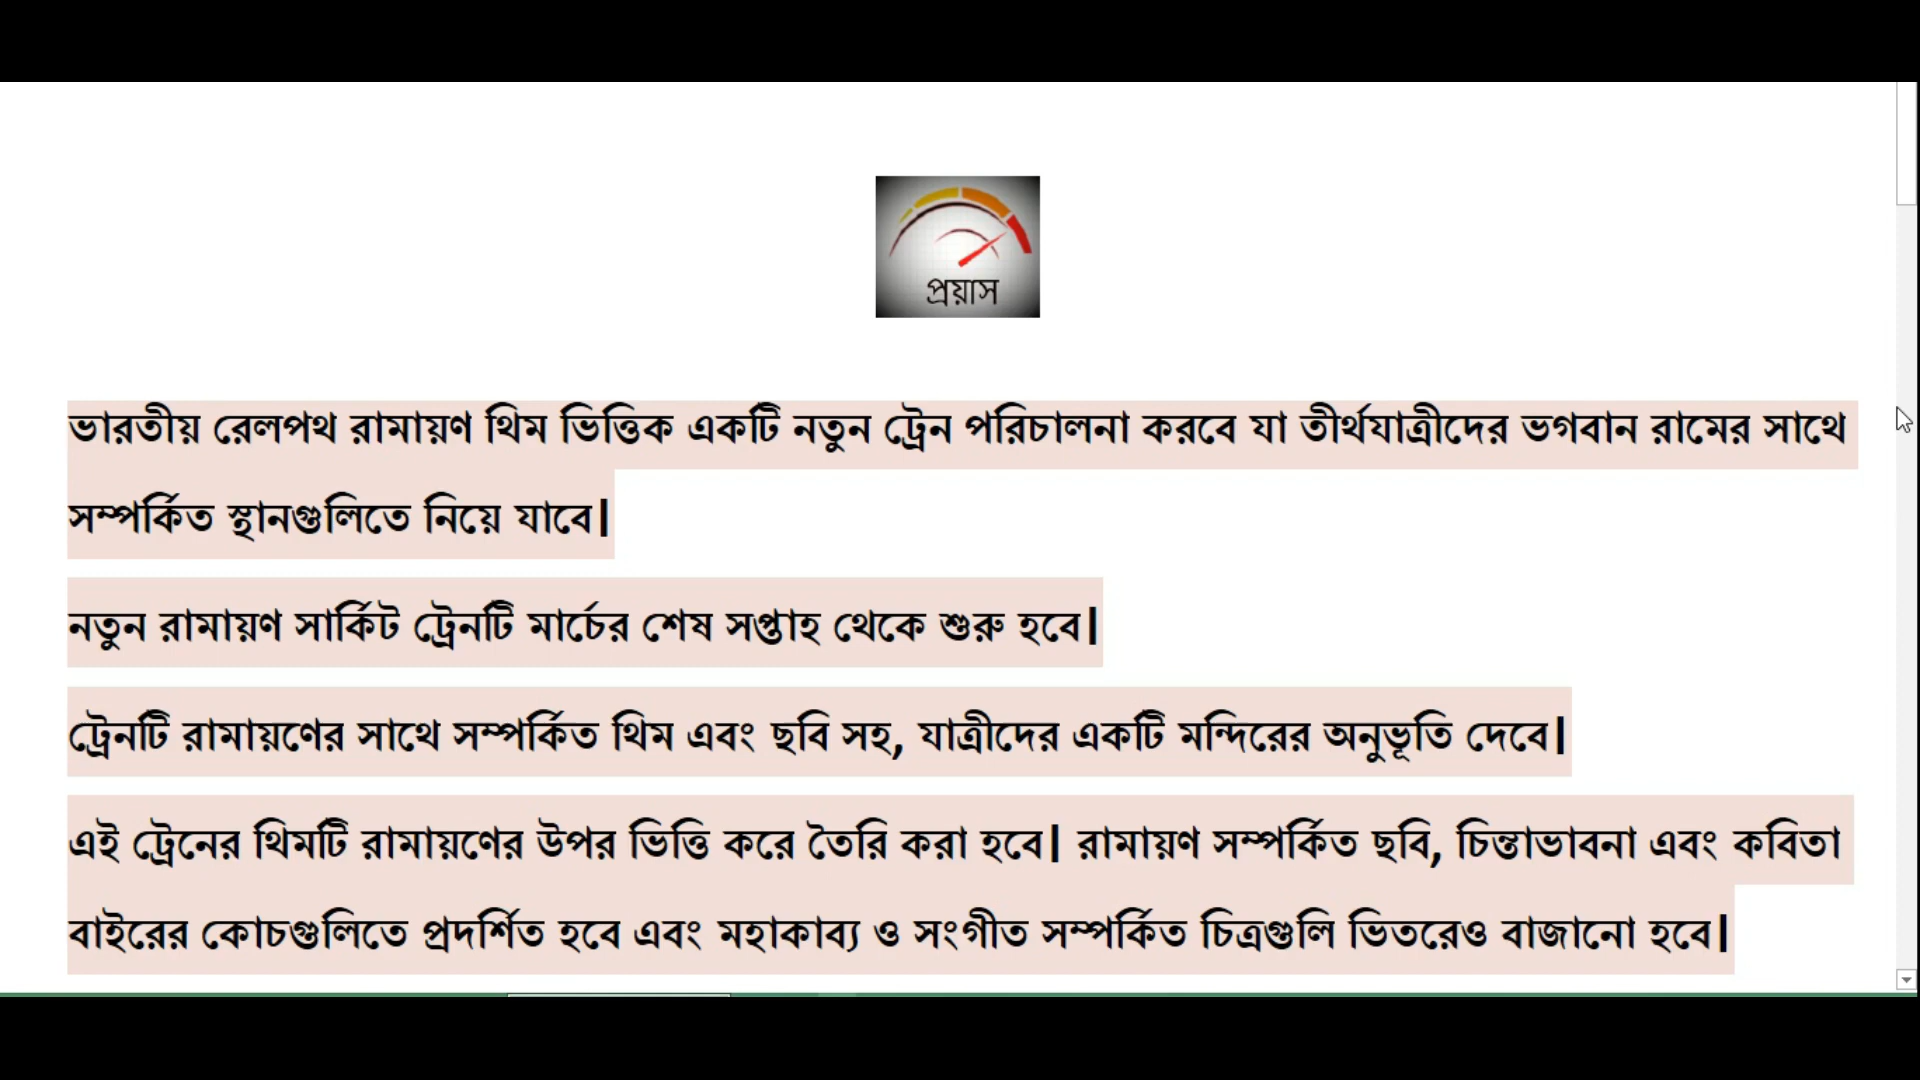 প্রয়াস
ভারতীয় রেলপথ রামায়ণ থিম ভিত্তিক একটি নতুন ট্রেন পরিচালনা করবে যা তীর্থযাত্রীদের ভগবান রামের সাথে
সম্পর্কিত স্থানগুলিতে নিয়ে যাবে|
নতুন রামায়ণ সার্কিট ট্রেনটি মার্চের শেষ সপ্তাহ থেকে শুরু হবে|
ট্রেনটি রামায়ণের সাথে সম্পর্কিত থিম এবং ছবি সহ, যাত্রীদের একটি মন্দিরের অনুভূতি দেবে|
এই ট্রেনের থিমটি রামায়ণের উপর ভিত্তি করে তৈরি করা হবে| রামায়ণ সম্পর্কিত ছবি, চিন্তাভাবনা এবং কবিতা
বাইরের কোচগুলিতে প্রদর্শিত হবে এবং মহাকাব্য ও সংগীত সম্পর্কিত চিত্রগুলি ভিতরেও বাজানো হবে|